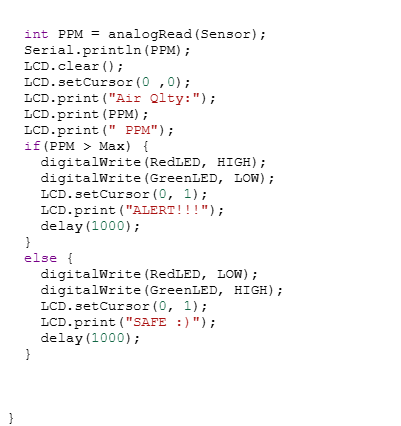 int PPM = analogRead(Sensor);
Serial.println(PPM);
LCD.clear();
LCD.setCursor(0 ,0);
LCD.print("Air Qlty:");
LCD.print(PPM);
LCD.print(" PPM");
if(PPM > Max) {
  digitalWrite(RedLED, HIGH);
  digitalWrite(GreenLED, LOW);
  LCD.setCursor(0, 1);
  LCD.print("ALERT!!!");
  delay(1000);
}
else {
  digitalWrite(RedLED, LOW);
  digitalWrite(GreenLED, HIGH);
  LCD.setCursor(0, 1);
  LCD.print("SAFE :)");
  delay(1000);
}
}